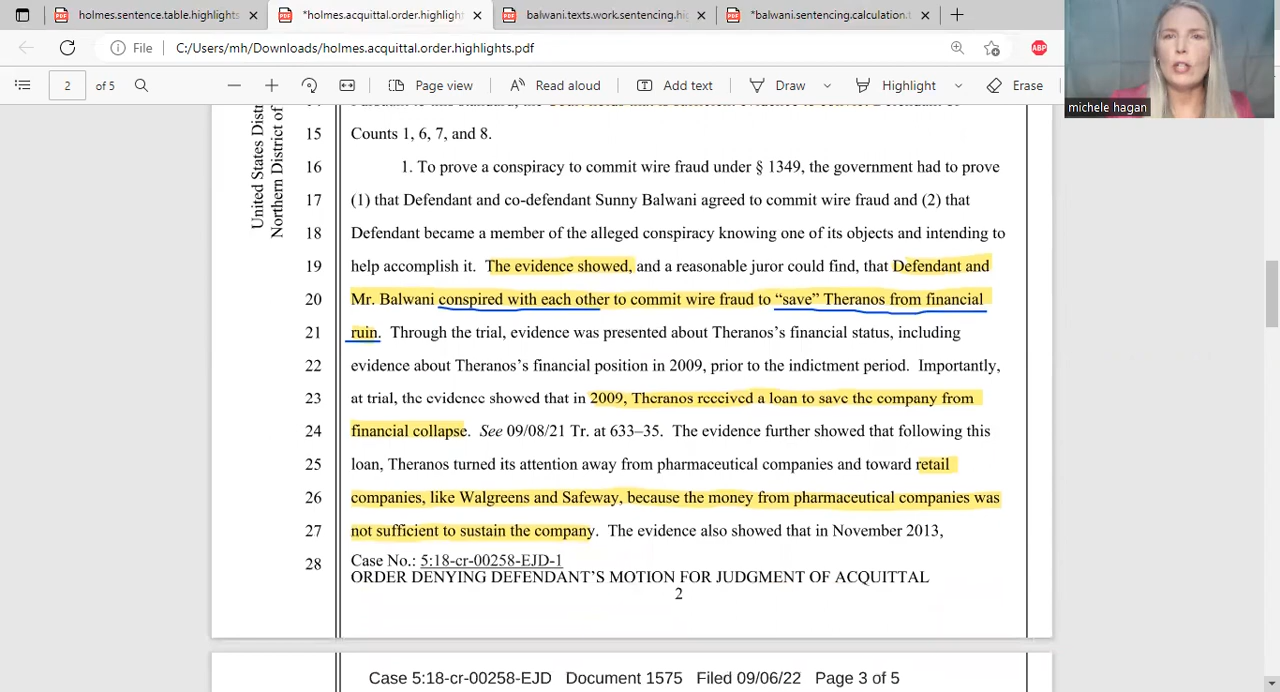 holmes.sentence.table.highlights
*holmes.acquittal.order.highligh
balwani.texts.work.sentencing.hi
*balwani.sentencing.calculation.t
File C:/Users/mh/Downloads/holmes.acquittal.order.highlights.pdf
ABP
2 of 5 Page view Read aloud Add text Draw Highlight Erase
michele hagan
United States Dist
Northern District of
15 Counts 1, 6, 7, and 8.
16 1. To prove a conspiracy to commit wire fraud under § 1349, the government had to prove
17 (1) that Defendant and co-defendant Sunny Balwani agreed to commit wire fraud and (2) that
18 Defendant became a member of the alleged conspiracy knowing one of its objects and intending to
19 help accomplish it. The evidence showed, and a reasonable juror could find, that Defendant and
20 Mr. Balwani conspired with each other to commit wire fraud to “save” Theranos from financial
21 ruin. Through the trial, evidence was presented about Theranos’s financial status, including
22 evidence about Theranos’s financial position in 2009, prior to the indictment period. Importantly,
23 at trial, the evidence showed that in 2009, Theranos received a loan to save the company from
24 financial collapse. See 09/08/21 Tr. at 633–35. The evidence further showed that following this
25 loan, Theranos turned its attention away from pharmaceutical companies and toward retail
26 companies, like Walgreens and Safeway, because the money from pharmaceutical companies was
27 not sufficient to sustain the company. The evidence also showed that in November 2013,
28 Case No.: 5:18-cr-00258-EJD-1
ORDER DENYING DEFENDANT’S MOTION FOR JUDGMENT OF ACQUITTAL
2
Case 5:18-cr-00258-EJD Document 1575 Filed 09/06/22 Page 3 of 5